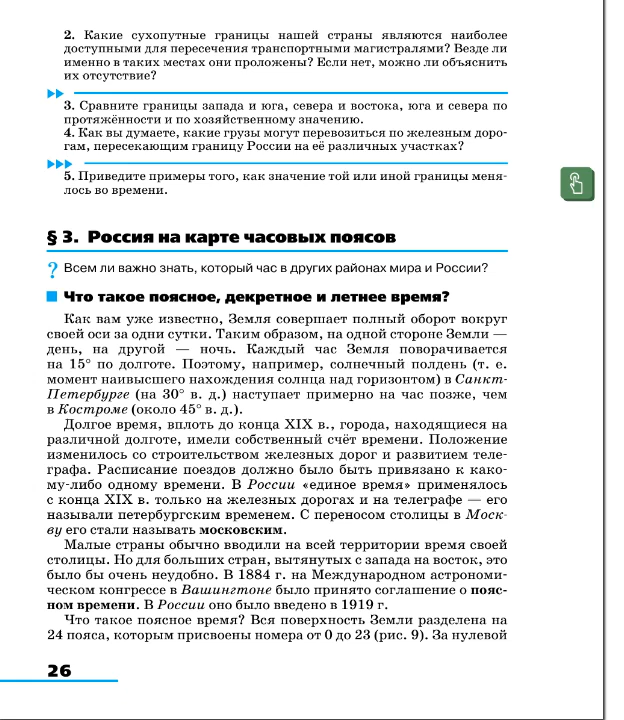 2. Какие сухопутные границы нашей страны являются наиболее
доступными для пересечения транспортными магистралями? Везде ли
именно в таких местах они проложены? Если нет, можно ли объяснить
их отсутствие?
3. Сравните границы запада и юга, севера и востока, юга и севера по
протяжённости и по хозяйственному значению.
4. Как вы думаете, какие грузы могут перевозиться по железным доро-
гам, пересекающим границу России на её различных участках?
5. Приведите примеры того, как значение той или иной границы меня-
лось во времени.
§ 3. Россия на карте часовых поясов
? Всем ли важно знать, который час в других районах мира и России?
Что такое поясное, декретное и летнее время?
Как вам уже известно, Земля совершает полный оборот вокруг
своей оси за одни сутки. Таким образом, на одной стороне Земли —
день, на другой — ночь. Каждый час Земля поворачивается
на 15° по долготе. Поэтому, например, солнечный полдень (т. е.
момент наивысшего нахождения солнца над горизонтом) в Санкт-
Петербурге (на 30° в. д.) наступает примерно на час позже, чем
в Костроме (около 45° в. д.).
Долгое время, вплоть до конца XIX в., города, находящиеся на
различной долготе, имели собственный счёт времени. Положение
изменилось со строительством железных дорог и развитием теле-
графа. Расписание поездов должно было быть привязано к како-
му-либо одному времени. В России «единое время» применялось
с конца XIX в. только на железных дорогах и на телеграфе — его
называли петербургским временем. С переносом столицы в Моск-
ву его стали называть московским.
Малые страны обычно вводили на всей территории время своей
столицы. Но для больших стран, вытянутых с запада на восток, это
было бы очень неудобно. В 1884 г. на Международном астрономи-
ческом конгрессе в Вашингтоне было принято соглашение о пояс-
ном времени. В России оно было введено в 1919 г.
Что такое поясное время? Вся поверхность Земли разделена на
24 пояса, которым присвоены номера от 0 до 23 (рис. 9). За нулевой
26